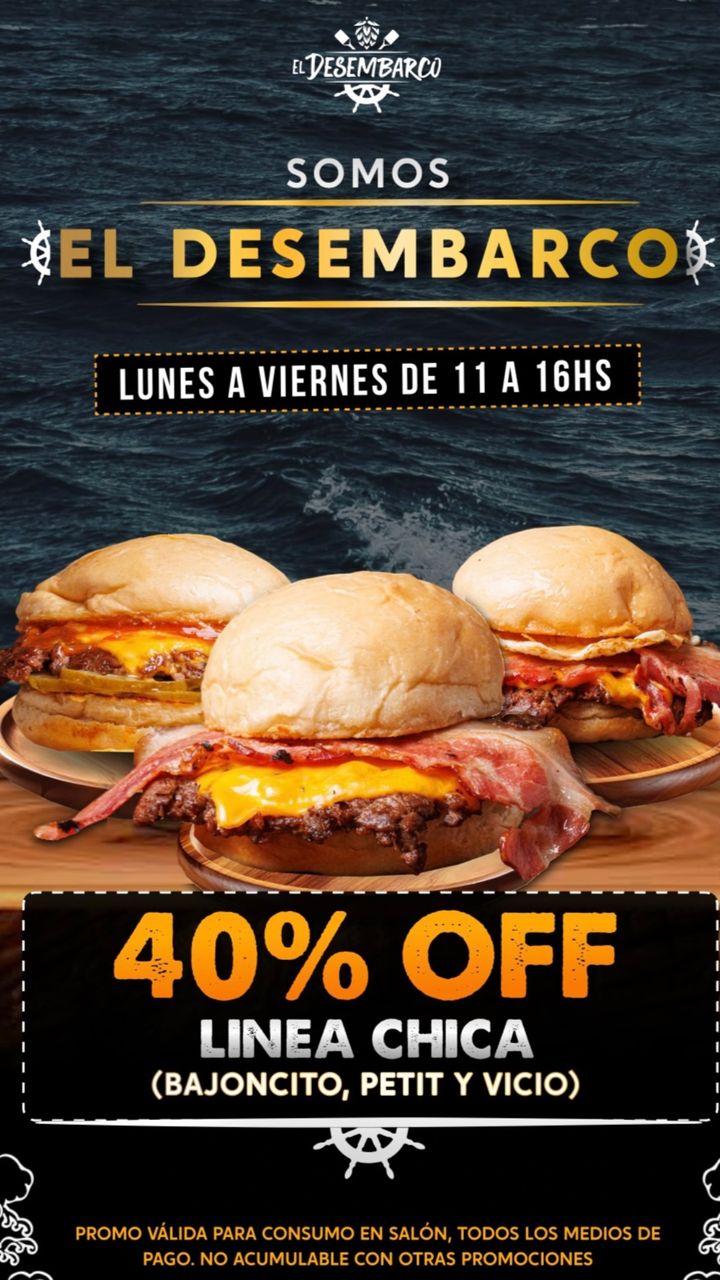 EL DESEMBARCO
SOMOS
EL DESEMBARCO
LUNES A VIERNES DE 11 A 16HS
40% OFF
LINEA CHICA
(BAJONCITO, PETIT Y VICIO)
PROMO VÁLIDA PARA CONSUMO EN SALÓN, TODOS LOS MEDIOS DE
PAGO. NO ACUMULABLE CON OTRAS PROMOCIONES